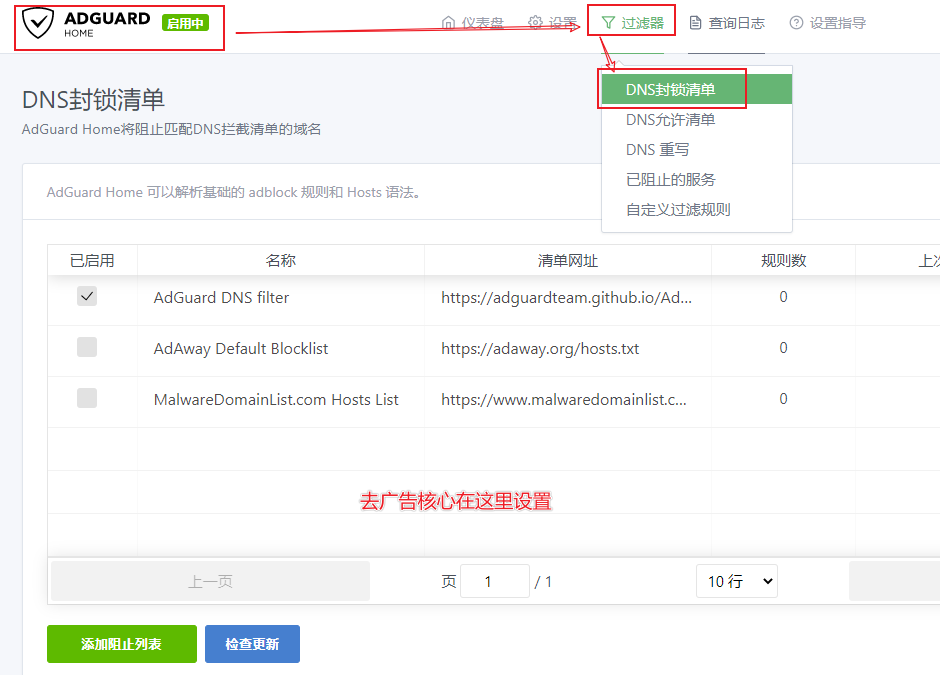 ADGUARD
HOME
启用中
仪表盘
设置
过滤器
查询日志
设置指导
DNS封锁清单
DNS允许清单
DNS 重写
已阻止的服务
自定义过滤规则
DNS封锁清单
AdGuard Home将阻止匹配DNS拦截清单的域名
AdGuard Home 可以解析基础的 adblock 规则和 Hosts 语法。
已启用 名称 清单网址 规则数 上次
AdGuard DNS filter https://adguardteam.github.io/Ad... 0
AdAway Default Blocklist https://adaway.org/hosts.txt 0
MalwareDomainList.com Hosts List https://www.malwaredomainlist.c... 0
去广告核心在这里设置
上一页 页 1 / 1 10 行
添加阻止列表 检查更新